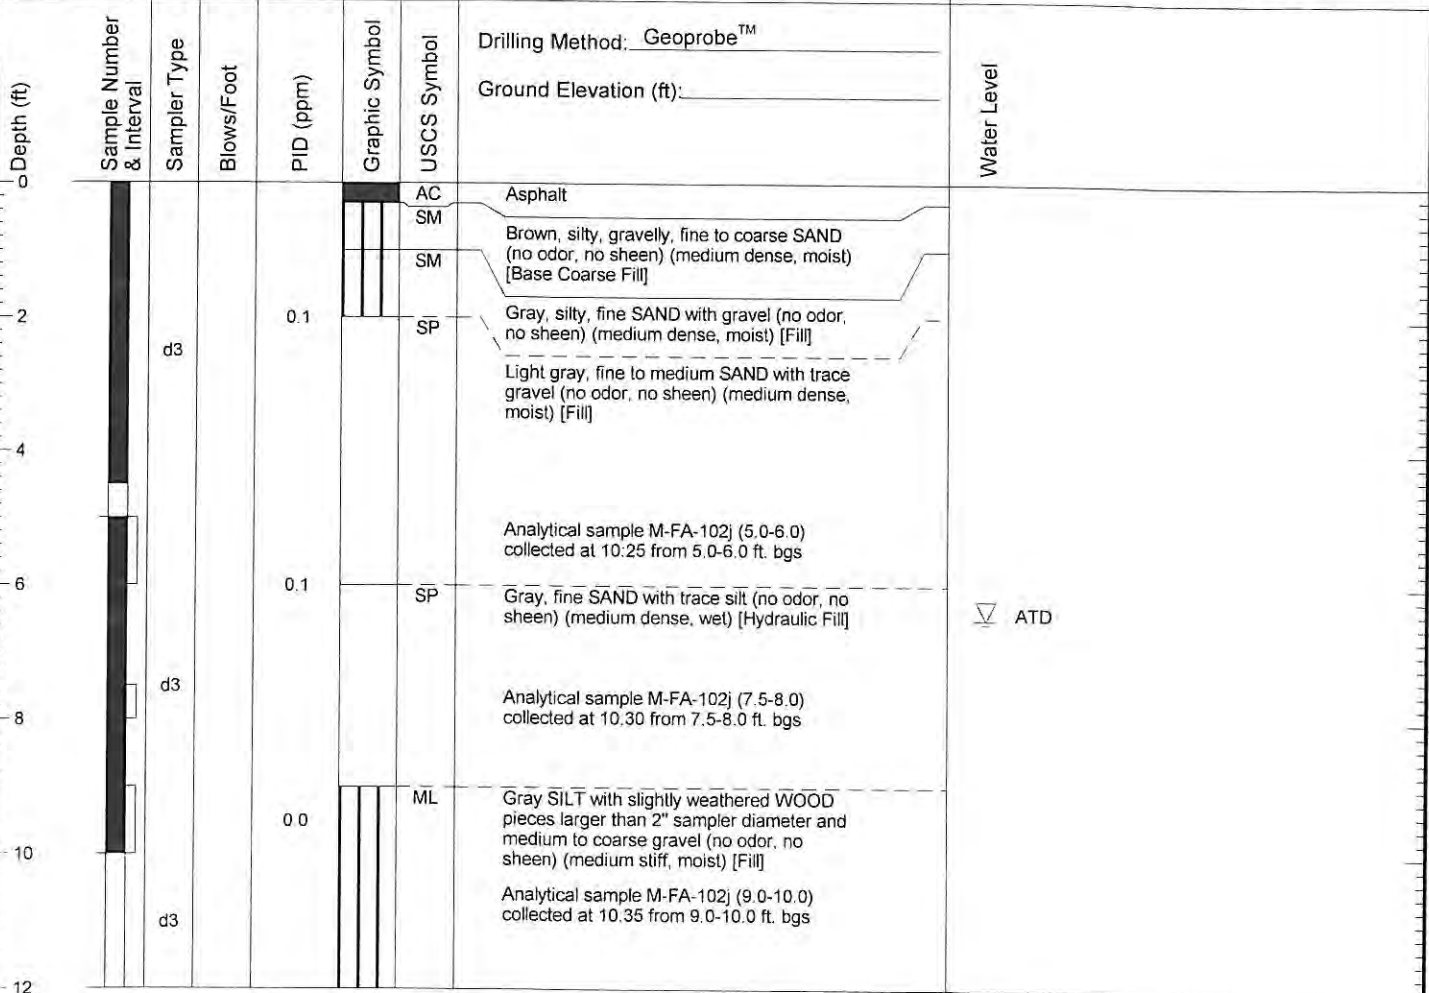 Depth (ft)
Sample Number
& Interval
Sampler Type
Blows/Foot
PID (ppm)
Graphic Symbol
USCS Symbol
Drilling Method: Geoprobe™
Ground Elevation (ft):
Water Level
0
AC
Asphalt
SM
Brown, silty, gravelly, fine to coarse SAND
(no odor, no sheen) (medium dense, moist)
[Base Coarse Fill]
SM
2
0.1
Gray, silty, fine SAND with gravel (no odor,
no sheen) (medium dense, moist) [Fill]
SP
d3
Light gray, fine to medium SAND with trace
gravel (no odor, no sheen) (medium dense,
moist) [Fill]
4
Analytical sample M-FA-102j (5.0-6.0)
collected at 10:25 from 5.0-6.0 ft. bgs
6
0.1
SP
Gray, fine SAND with trace silt (no odor, no
sheen) (medium dense, wet) [Hydraulic Fill]
ATD
d3
Analytical sample M-FA-102j (7.5-8.0)
collected at 10.30 from 7.5-8.0 ft. bgs
8
ML
Gray SILT with slightly weathered WOOD
pieces larger than 2" sampler diameter and
medium to coarse gravel (no odor, no
sheen) (medium stiff, moist) [Fill]
0.0
10
Analytical sample M-FA-102j (9.0-10.0)
collected at 10.35 from 9.0-10.0 ft. bgs
d3
12